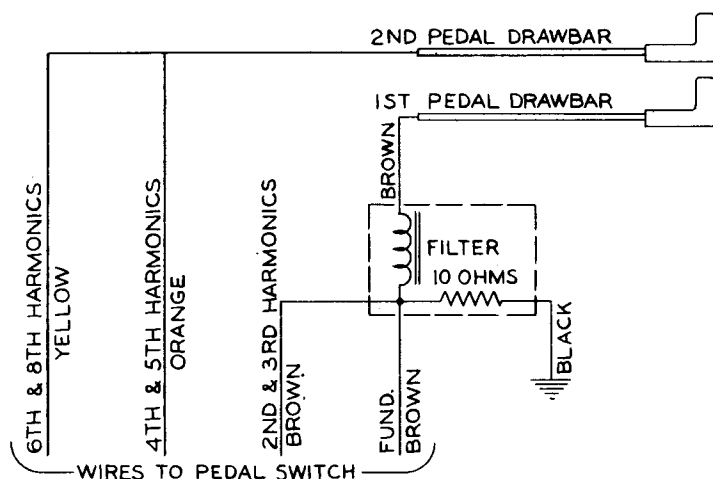 2ND PEDAL DRAWBAR
1ST PEDAL DRAWBAR
BROWN
FILTER
10 OHMS
BLACK
6TH & 8TH HARMONICS
YELLOW
4TH & 5TH HARMONICS
ORANGE
2ND & 3RD HARMONICS
BROWN
FUND.
BROWN
WIRES TO PEDAL SWITCH